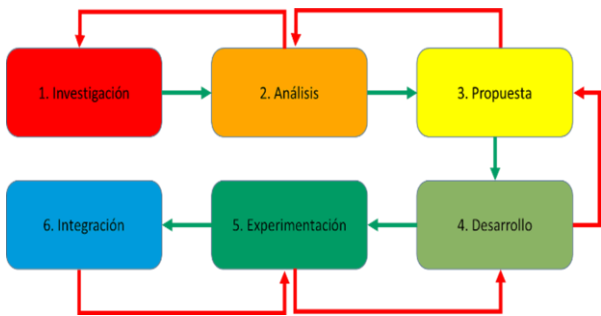 1. Investigación
2. Análisis
3. Propuesta
6. Integración
5. Experimentación
4. Desarrollo